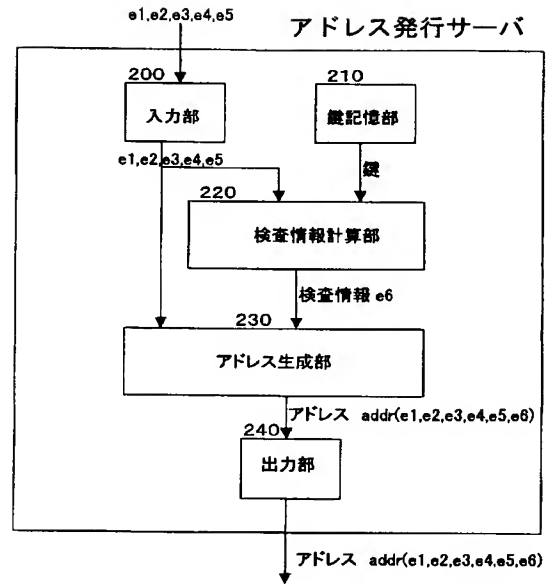 e1,e2,e3,e4,e5
アドレス発行サーバ
200
入力部
210
鍵記憶部
e1,e2,e3,e4,e5
鍵
220
検査情報計算部
検査情報 e6
230
アドレス生成部
アドレス addr(e1,e2,e3,e4,e5,e6)
240
出力部
アドレス addr(e1,e2,e3,e4,e5,e6)